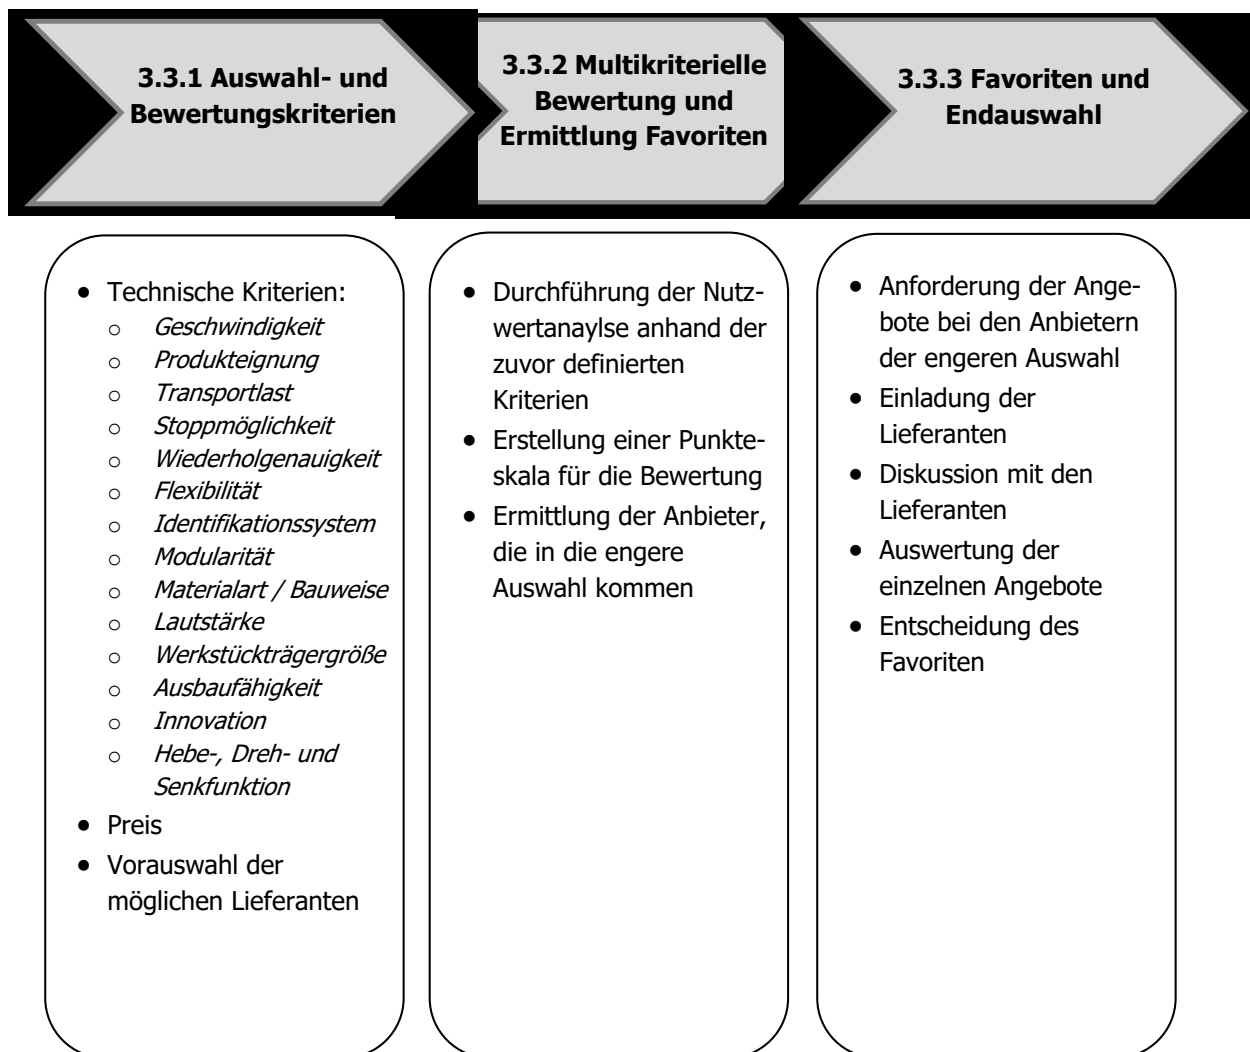 3.3.1 Auswahl- und
Bewertungskriterien
3.3.2 Multikriterielle
Bewertung und
Ermittlung Favoriten
3.3.3 Favoriten und
Endauswahl
• Technische Kriterien:
o Geschwindigkeit
o Produkteignung
o Transportlast
o Stoppmöglichkeit
o Wiederholgenauigkeit
o Flexibilität
o Identifikationssystem
o Modularität
o Materialart / Bauweise
o Lautstärke
o Werkstückträgergröße
o Ausbaufähigkeit
o Innovation
o Hebe-, Dreh- und
Senkfunktion
• Preis
• Vorauswahl der
möglichen Lieferanten
• Durchführung der Nutz-
wertanaylse anhand der
zuvor definierten
Kriterien
• Erstellung einer Punkte-
skala für die Bewertung
• Ermittlung der Anbieter,
die in die engere
Auswahl kommen
• Anforderung der Ange-
bote bei den Anbietern
der engeren Auswahl
• Einladung der
Lieferanten
• Diskussion mit den
Lieferanten
• Auswertung der
einzelnen Angebote
• Entscheidung des
Favoriten